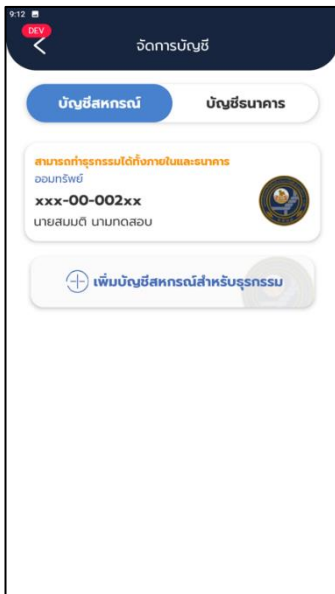 9:12
DEV
จัดการบัญชี
บัญชีสหกรณ์
บัญชีธนาคาร
สามารถทำธุรกรรมได้ทั้งภายในและธนาคาร
ออมทรัพย์
xxx-00-002xx
นายสมมติ นามทดสอบ
เพิ่มบัญชีสหกรณ์สำหรับธุรกรรม